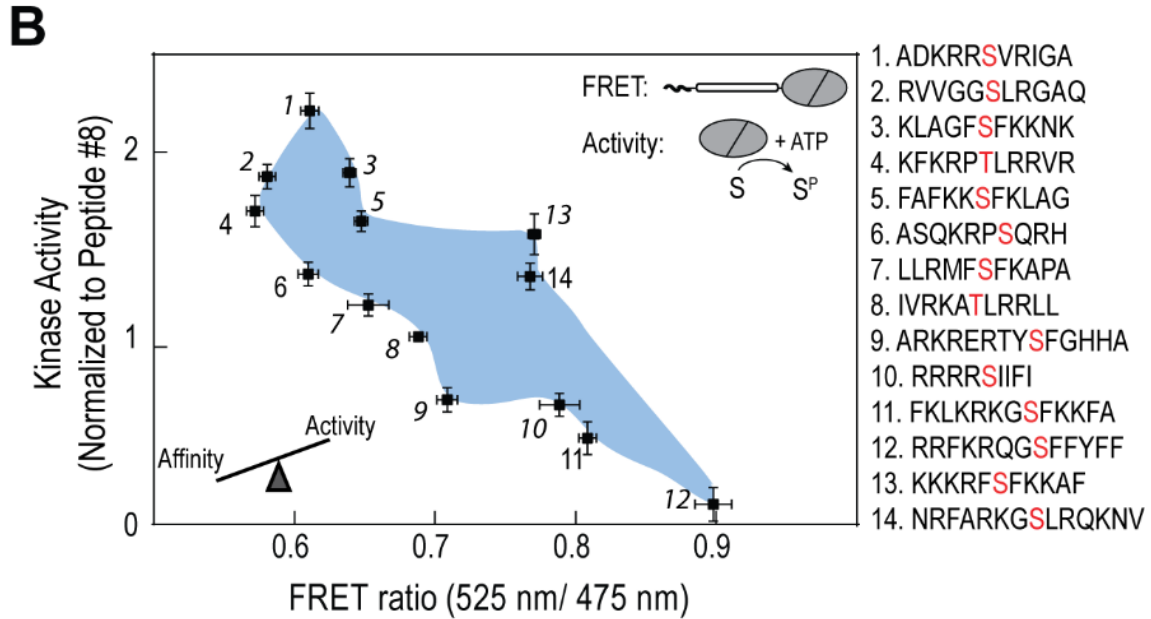 B
FRET:
Activity:
+ ATP
S
Sᴾ
1
2
3
4
5
6
7
8
9
10
11
12
13
14
Affinity
Activity
Kinase Activity
(Normalized to Peptide #8)
2
1
0
0.6 0.7 0.8 0.9
FRET ratio (525 nm/ 475 nm)
1. ADKRRSVRIGA
2. RVVGGSLRGAQ
3. KLAGFSFKKNK
4. KFKRPTLRRVR
5. FAFKKSFKLAG
6. ASQKRPSQRH
7. LLRMFSFKAPA
8. IVRKATLRRLL
9. ARKRERTYSFGHHA
10. RRRRSIIFI
11. FKLKRKGSFKKFA
12. RRFKRQGSFFYFF
13. KKKRFSFKKAF
14. NRFARKGSLRQKNV